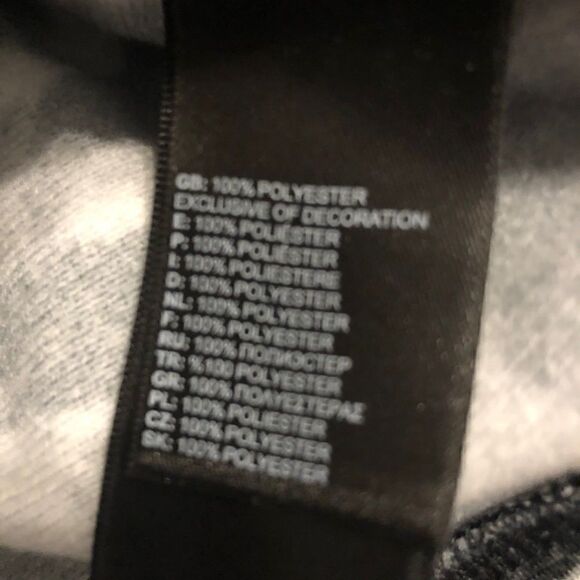 GB: 100% POLYESTER
EXCLUSIVE OF DECORATION
E: 100% POLIÉSTER
P: 100% POLIÉSTER
I: 100% POLIESTERE
D: 100% POLYESTER
NL: 100% POLYESTER
F: 100% POLYESTER
RU: 100% ПОЛИЭСТЕР
TR: %100 POLYESTER
GR: 100% ΠΟΛΥΕΣΤΕΡΑΣ
PL: 100% POLIESTER
CZ: 100% POLYESTER
SK: 100% POLYESTER